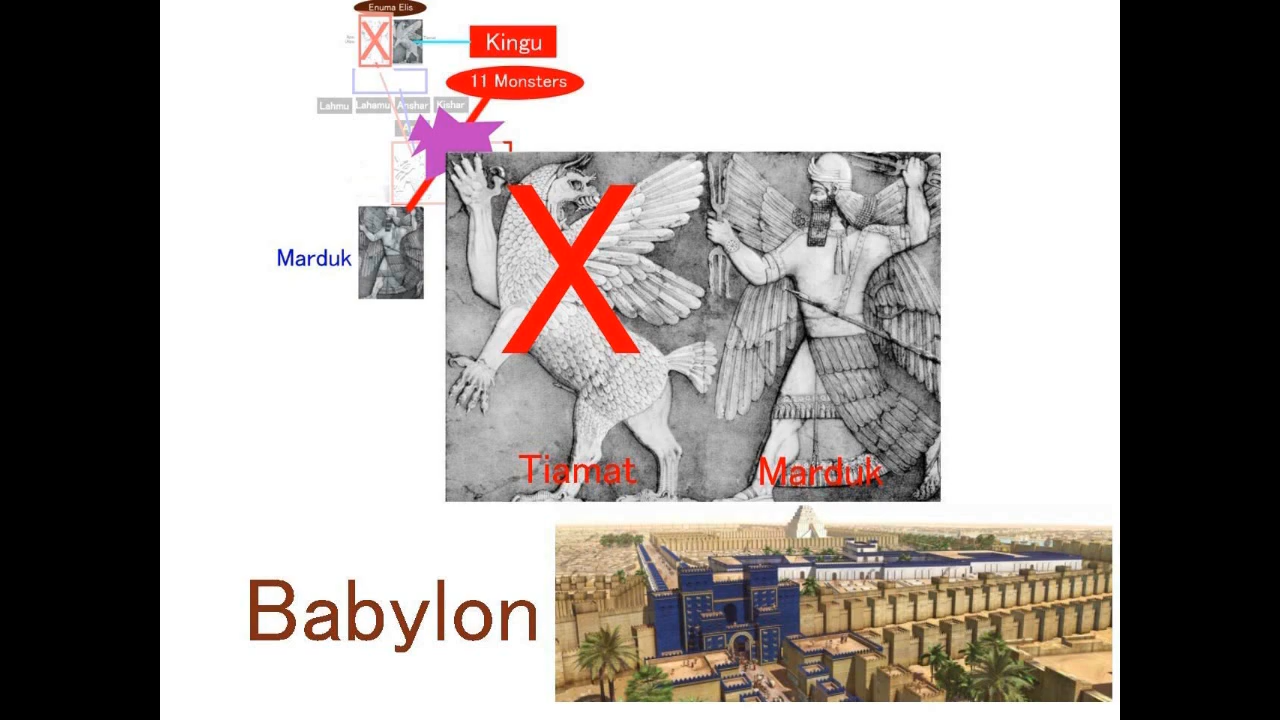 Enuma Elis
Kingu
11 Monsters
Lahmu Lahamu Anshar Kishar
Marduk
Tiamat
Marduk
Babylon